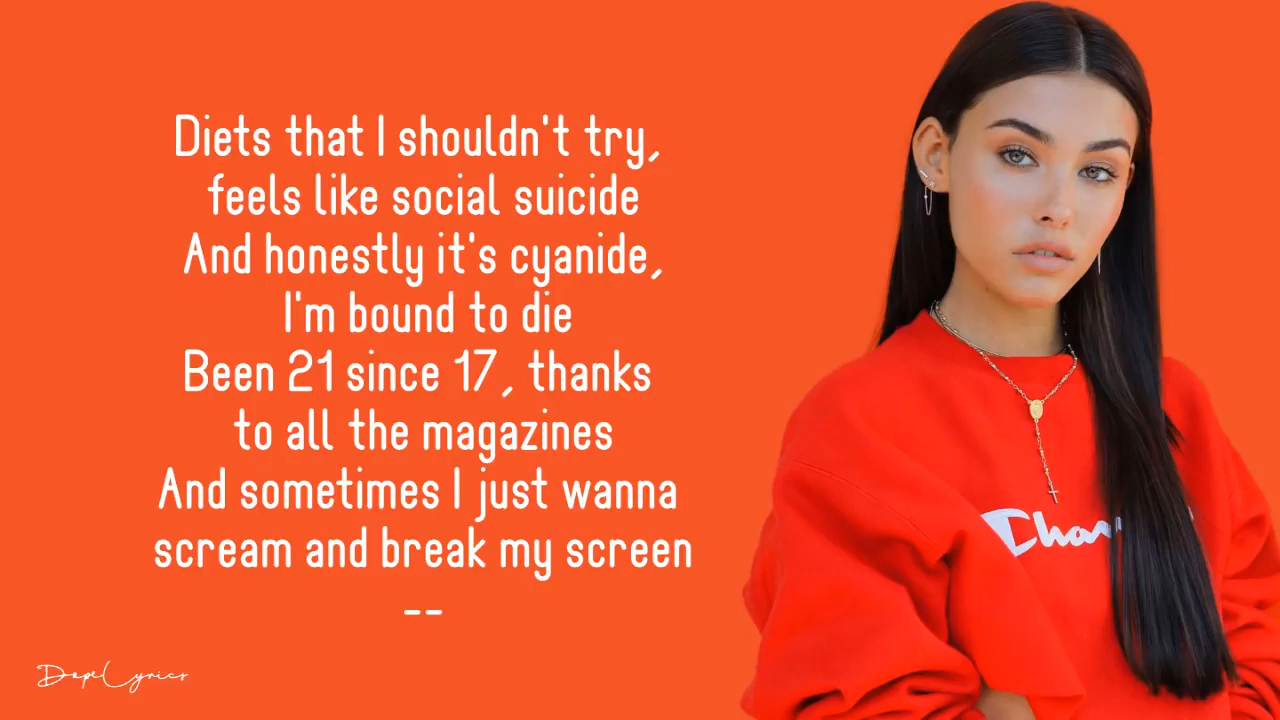 Diets that I shouldn't try,
feels like social suicide
And honestly it's cyanide,
I'm bound to die
Been 21 since 17, thanks
to all the magazines
And sometimes I just wanna
scream and break my screen
--
Cham
DopeLyrics